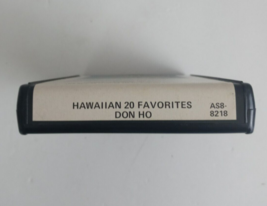 HAWAIIAN 20 FAVORITES
DON HO
AS8-
8218